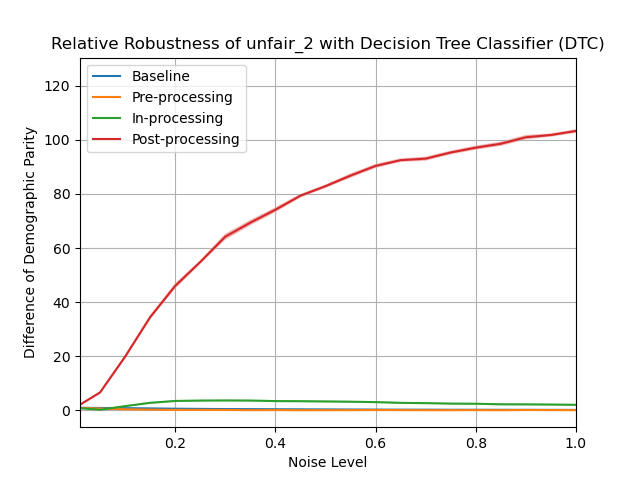 Relative Robustness of unfair_2 with Decision Tree Classifier (DTC)
Baseline
Pre-processing
In-processing
Post-processing
Difference of Demographic Parity
120
100
80
60
40
20
0
0.2 0.4 0.6 0.8 1.0
Noise Level